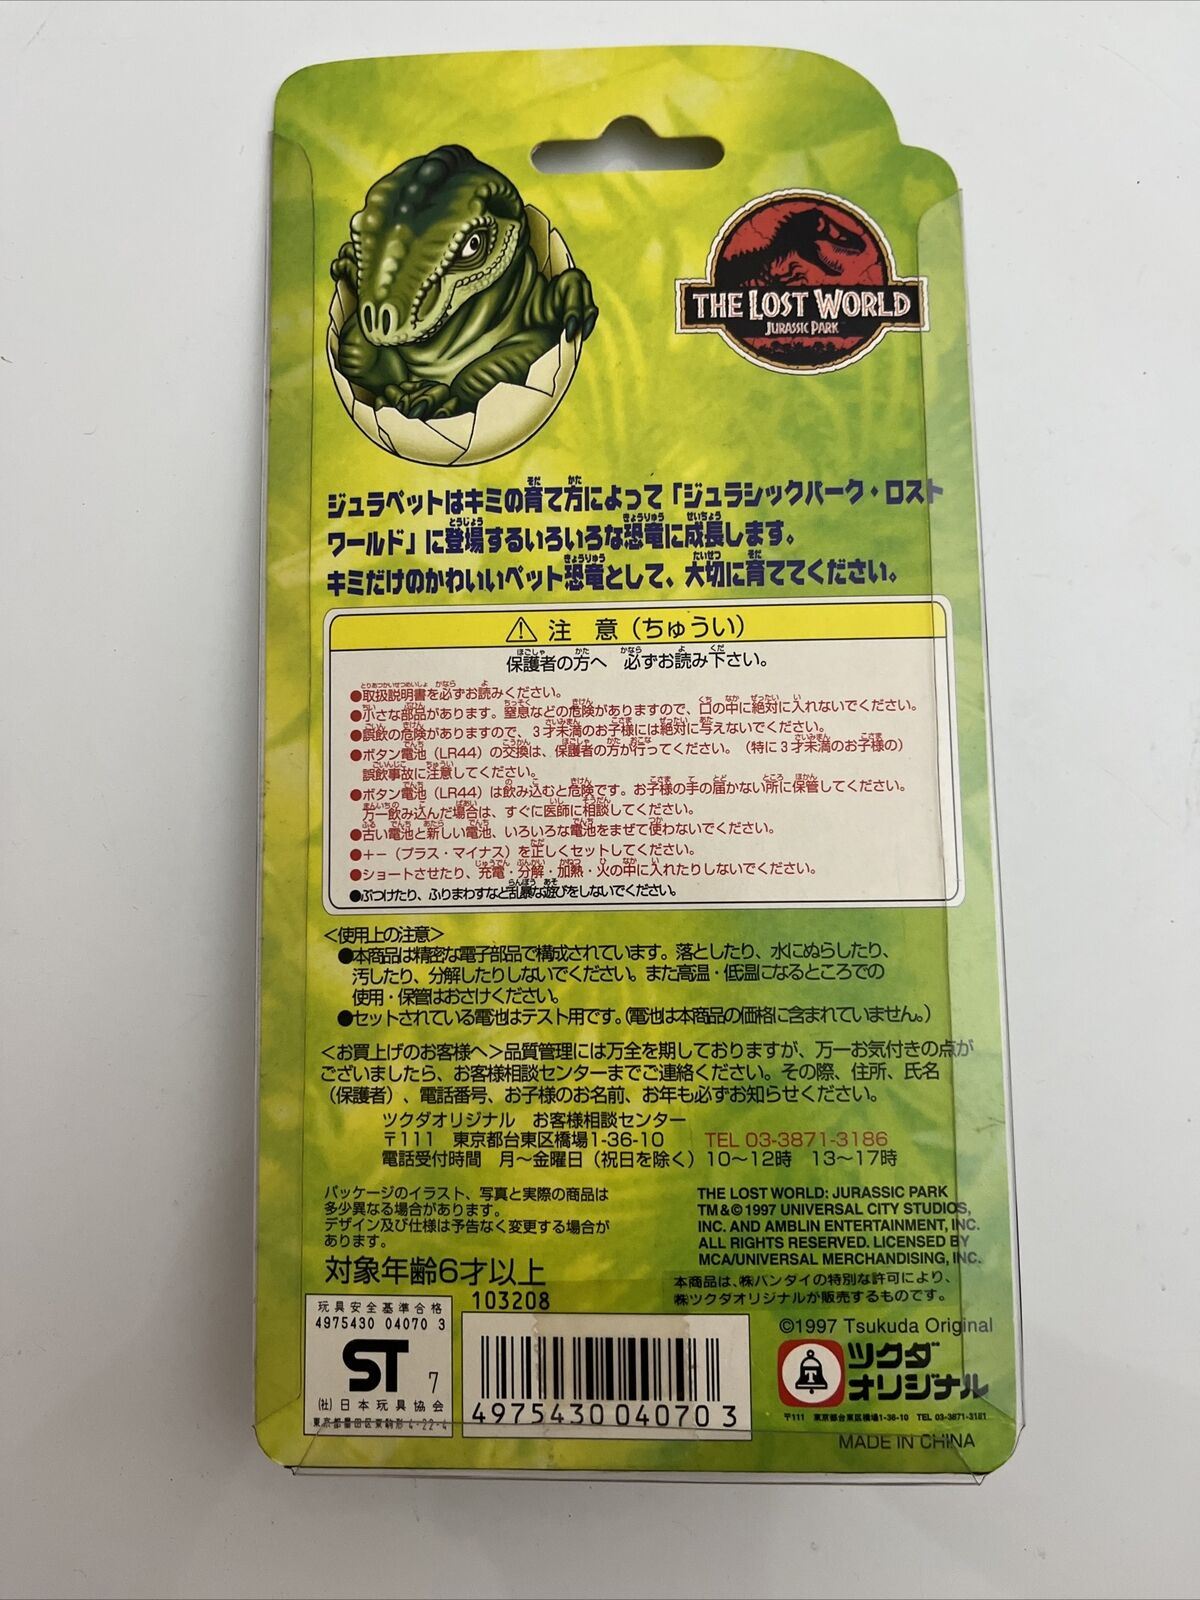 THE LOST WORLD
JURASSIC PARK
ジュラペットはキミの育て方によって「ジュラシックパーク・ロスト
ワールド」に登場するいろいろな恐竜に成長します。
キミだけのかわいいペット恐竜として、大切に育ててください。
⚠ 注 意（ちゅうい）
保護者の方へ 必ずお読み下さい。
●取扱説明書を必ずお読みください。
●小さな部品があります。窒息などの危険がありますので、口の中に絶対に入れないでください。
●誤飲の危険がありますので、3才未満のお子様には絶対に与えないでください。
●ボタン電池（LR44）の交換は、保護者の方が行ってください。（特に3才未満のお子様の）
誤飲事故に注意してください。
●ボタン電池（LR44）は飲み込むと危険です。お子様の手の届かない所に保管してください。
万一飲み込んだ場合は、すぐに医師に相談してください。
●古い電池と新しい電池、いろいろな電池をまぜて使わないでください。
●＋－（プラス・マイナス）を正しくセットしてください。
●ショートさせたり、充電・分解・加熱・火の中に入れたりしないでください。
●ぶつけたり、ふりまわすなど乱暴な遊びをしないでください。
＜使用上の注意＞
●本商品は精密な電子部品で構成されています。落としたり、水にぬらしたり、
汚したり、分解したりしないでください。また高温・低温になるところでの
使用・保管はおさけください。
●セットされている電池はテスト用です。（電池は本商品の価格に含まれていません。）
＜お買上げのお客様へ＞品質管理には万全を期しておりますが、万一お気付きの点が
ございましたら、お客様相談センターまでご連絡ください。その際、住所、氏名
（保護者）、電話番号、お子様のお名前、お年も必ずお知らせください。
ツクダオリジナル お客様相談センター
〒111 東京都台東区橋場1-36-10 TEL 03-3871-3186
電話受付時間 月〜金曜日（祝日を除く）10〜12時 13〜17時
パッケージのイラスト、写真と実際の商品は
多少異なる場合があります。
デザイン及び仕様は予告なく変更する場合が
あります。
対象年齢6才以上
103208
THE LOST WORLD: JURASSIC PARK
TM & © 1997 UNIVERSAL CITY STUDIOS,
INC. AND AMBLIN ENTERTAINMENT, INC.
ALL RIGHTS RESERVED. LICENSED BY
MCA/UNIVERSAL MERCHANDISING, INC.
本商品は、㈱バンダイの特別な許可により、
㈱ツクダオリジナルが販売するものです。
玩具安全基準合格
4975430 04070 3
ST 7
(社)日本玩具協会
東京都墨田区東駒形4-22-4
4975430 040703
©1997 Tsukuda Original
T
ツクダ
オリジナル
〒111 東京都台東区橋場1-36-10 TEL 03-3871-3181
MADE IN CHINA